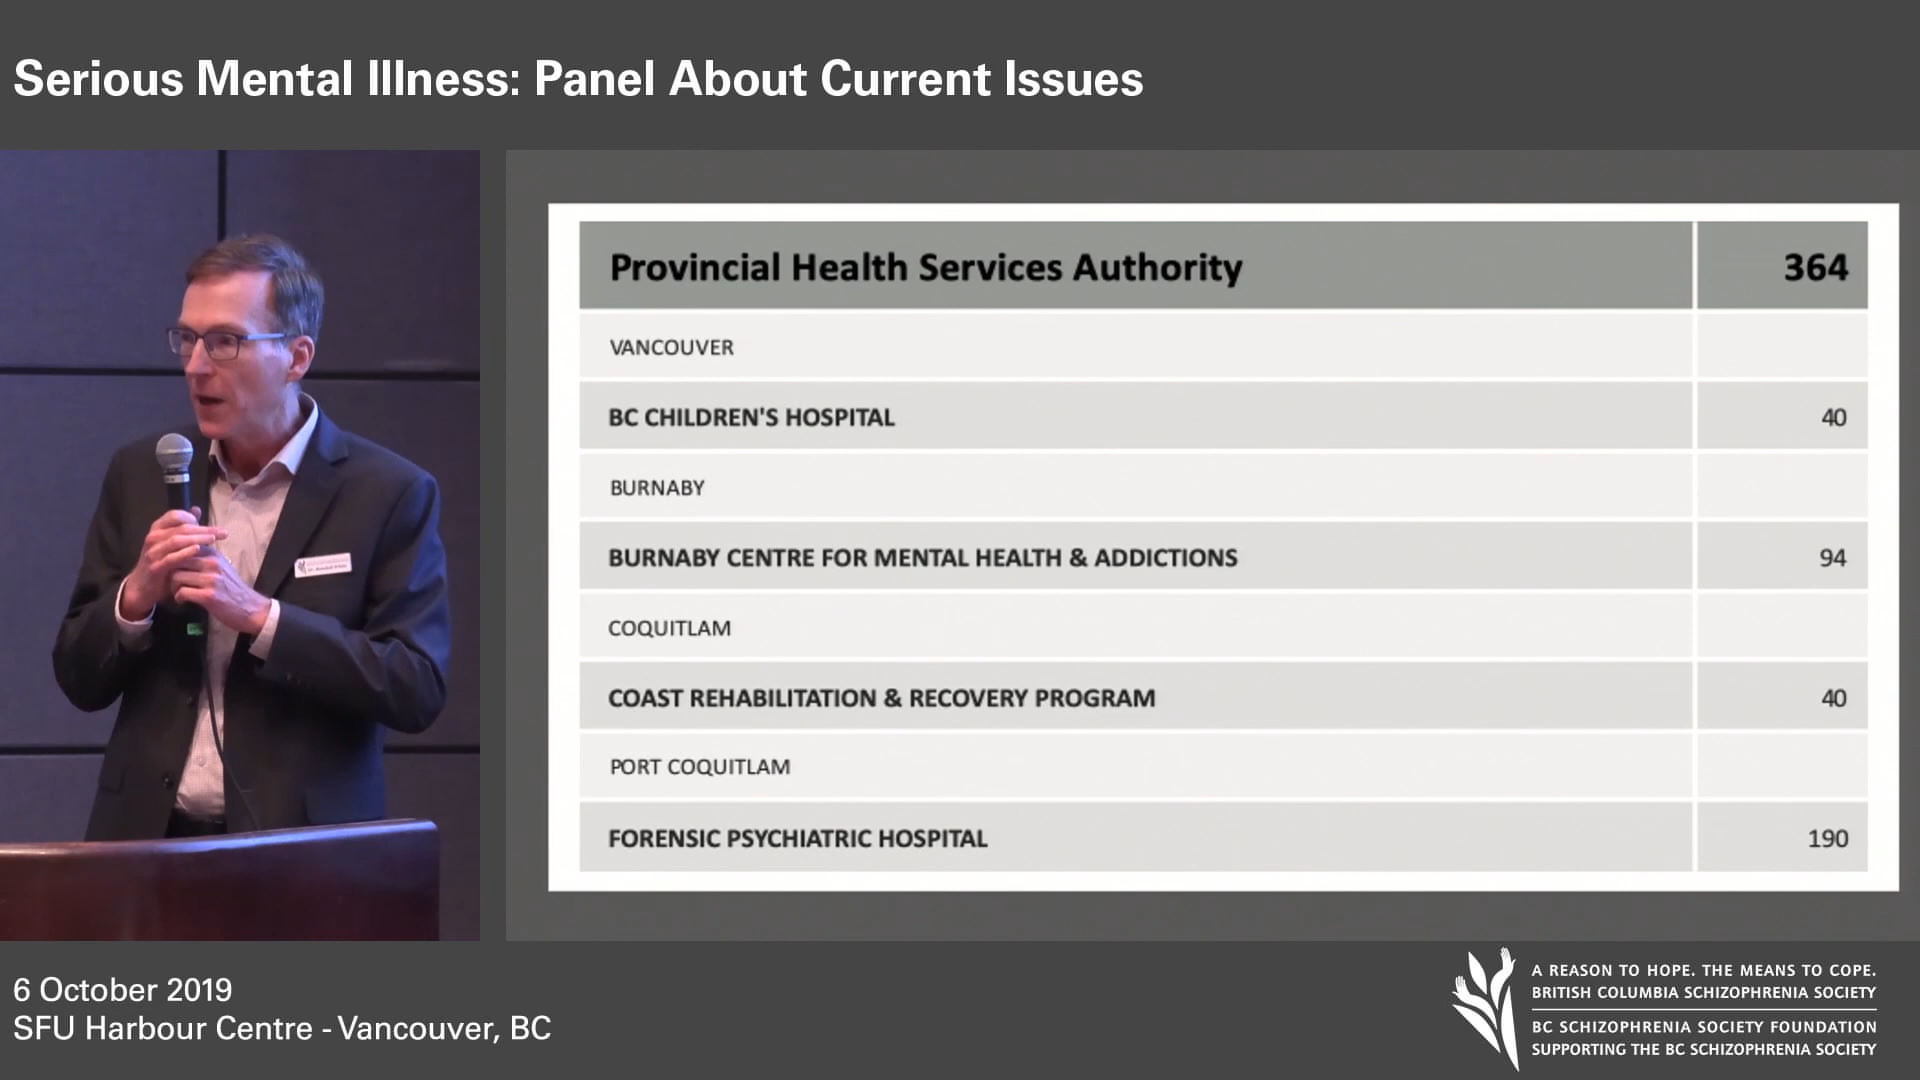 Serious Mental Illness: Panel About Current Issues
Provincial Health Services Authority 364
VANCOUVER
BC CHILDREN'S HOSPITAL 40
BURNABY
BURNABY CENTRE FOR MENTAL HEALTH & ADDICTIONS 94
COQUITLAM
COAST REHABILITATION & RECOVERY PROGRAM 40
PORT COQUITLAM
FORENSIC PSYCHIATRIC HOSPITAL 190
6 October 2019
SFU Harbour Centre - Vancouver, BC
A REASON TO HOPE. THE MEANS TO COPE.
BRITISH COLUMBIA SCHIZOPHRENIA SOCIETY
BC SCHIZOPHRENIA SOCIETY FOUNDATION
SUPPORTING THE BC SCHIZOPHRENIA SOCIETY